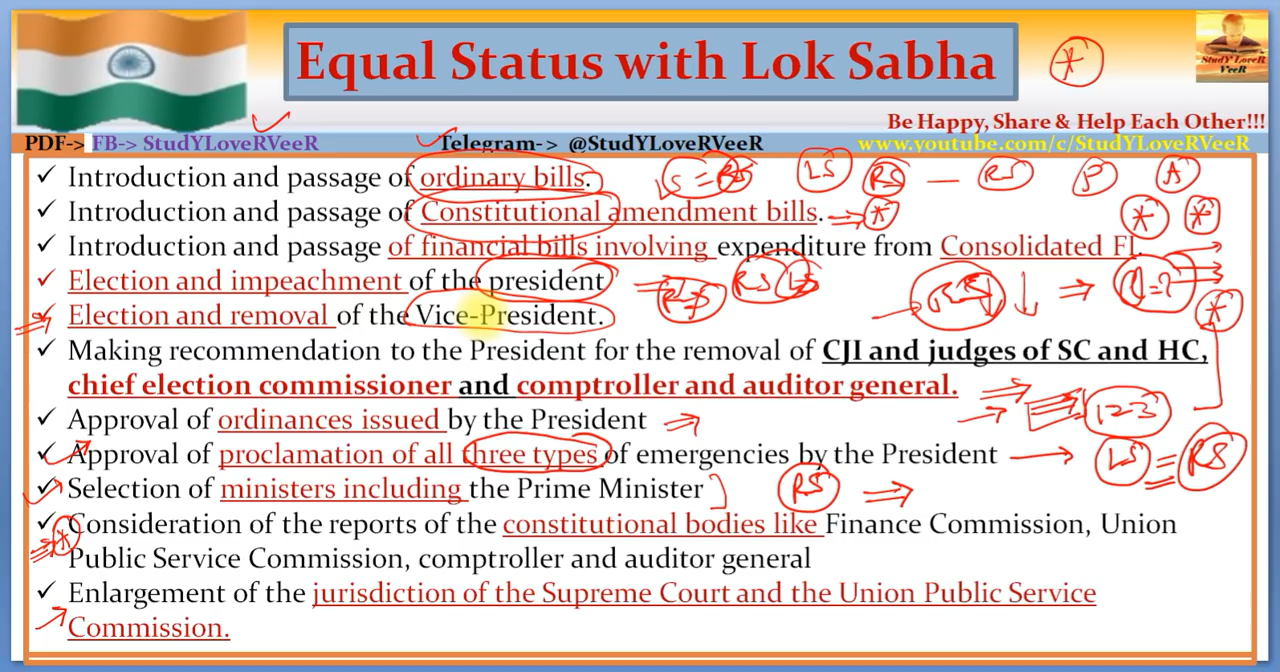 Equal Status with Lok Sabha
StudY LoveR
VeeR
Be Happy, Share & Help Each Other!!!
PDF-> FB-> StudYLoveRVeeR Telegram-> @StudYLoveRVeeR www.youtube.com/c/StudYLoveRVeeR
✓ Introduction and passage of ordinary bills. LS = RS LS RS — RS P A
✓ Introduction and passage of Constitutional amendment bills.
✓ Introduction and passage of financial bills involving expenditure from Consolidated FI.
✓ Election and impeachment of the president RS LS
✓ Election and removal of the Vice-President.
✓ Making recommendation to the President for the removal of CJI and judges of SC and HC,
chief election commissioner and comptroller and auditor general.
✓ Approval of ordinances issued by the President 123
✓ Approval of proclamation of all three types of emergencies by the President LS = RS
✓ Selection of ministers including the Prime Minister RS
✓ Consideration of the reports of the constitutional bodies like Finance Commission, Union
Public Service Commission, comptroller and auditor general
✓ Enlargement of the jurisdiction of the Supreme Court and the Union Public Service
Commission.